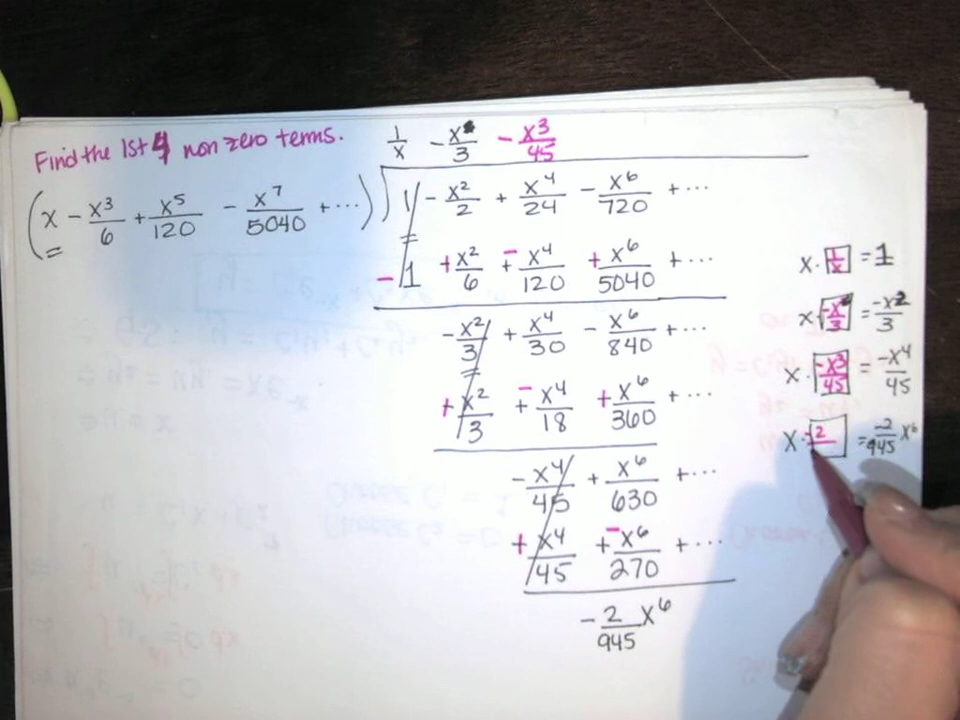 Find the 1st 4 non zero terms.
1/x - x/3 - x³/45
(x - x³/6 + x⁵/120 - x⁷/5040 + ⋯) ) 1 - x²/2 + x⁴/24 - x⁶/720 + ⋯
- 1 + x²/6 - x⁴/120 + x⁶/5040 + ⋯
x · 1/x = 1
-x²/3 + x⁴/30 - x⁶/840 + ⋯
x · -x/3 = -x²/3
+ x²/3 - x⁴/18 + x⁶/360 + ⋯
x · -x³/45 = -x⁴/45
-x⁴/45 + x⁶/630 + ⋯
x · -2/ = -2/945 x⁶
+ x⁴/45 - x⁶/270 + ⋯
- 2/945 x⁶